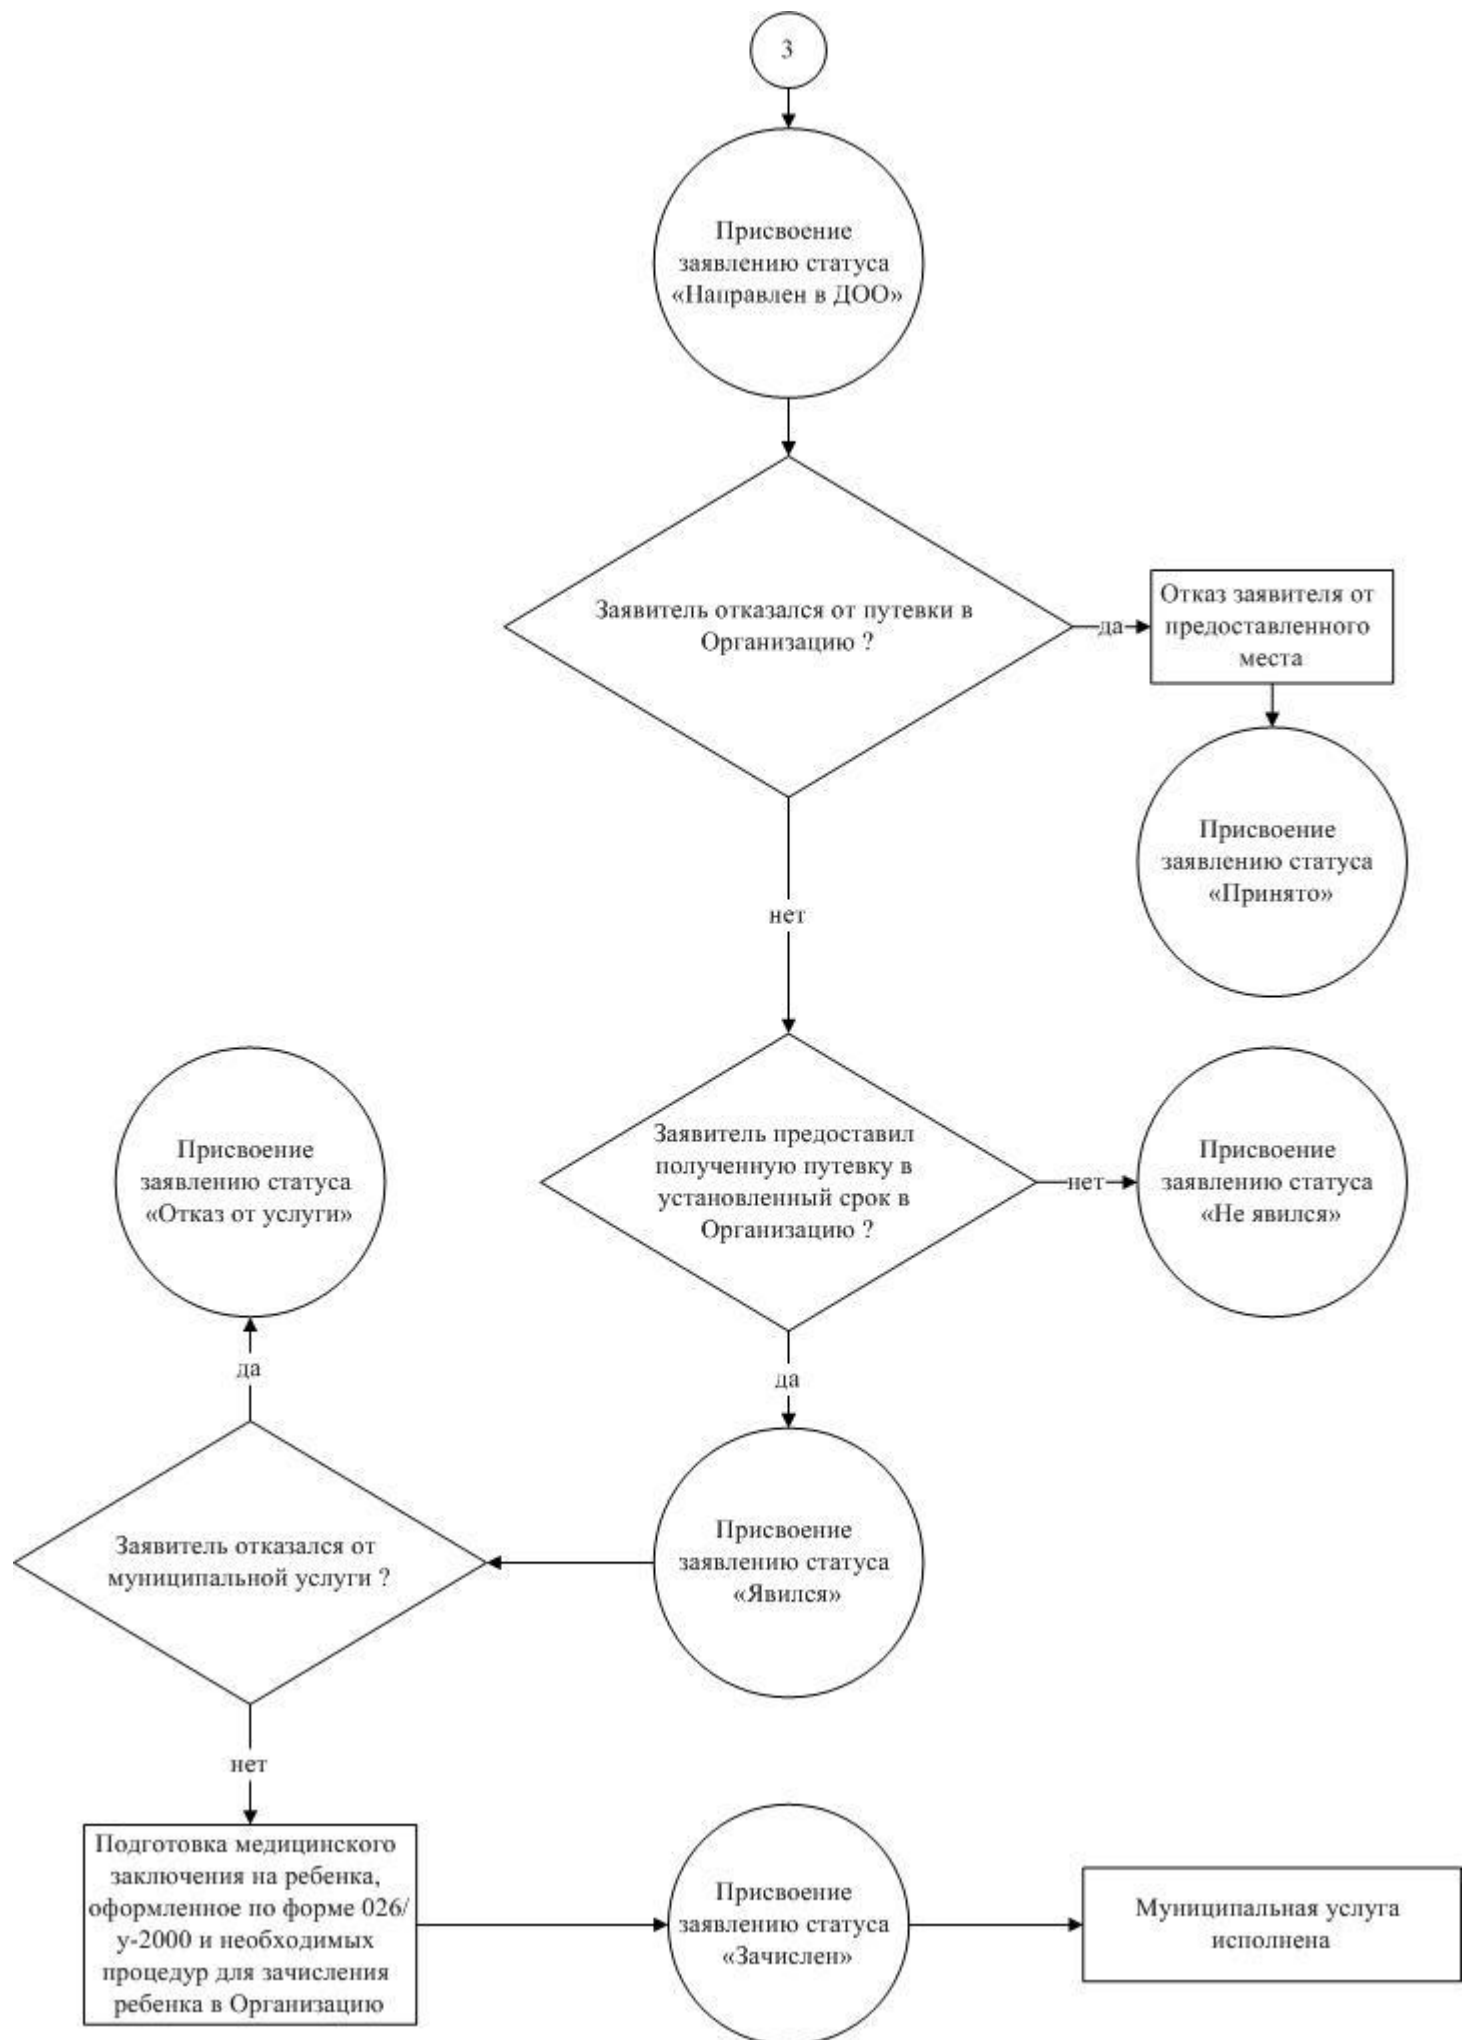 3
Присвоение
заявлению статуса
«Направлен в ДОО»
Заявитель отказался от путевки в
Организацию ?
да
Отказ заявителя от
предоставленного
места
Присвоение
заявлению статуса
«Принято»
нет
Заявитель предоставил
полученную путевку в
установленный срок в
Организацию ?
нет
Присвоение
заявлению статуса
«Не явился»
да
Присвоение
заявлению статуса
«Явился»
Заявитель отказался от
муниципальной услуги ?
да
Присвоение
заявлению статуса
«Отказ от услуги»
нет
Подготовка медицинского
заключения на ребенка,
оформленное по форме 026/
у-2000 и необходимых
процедур для зачисления
ребенка в Организацию
Присвоение
заявлению статуса
«Зачислен»
Муниципальная услуга
исполнена